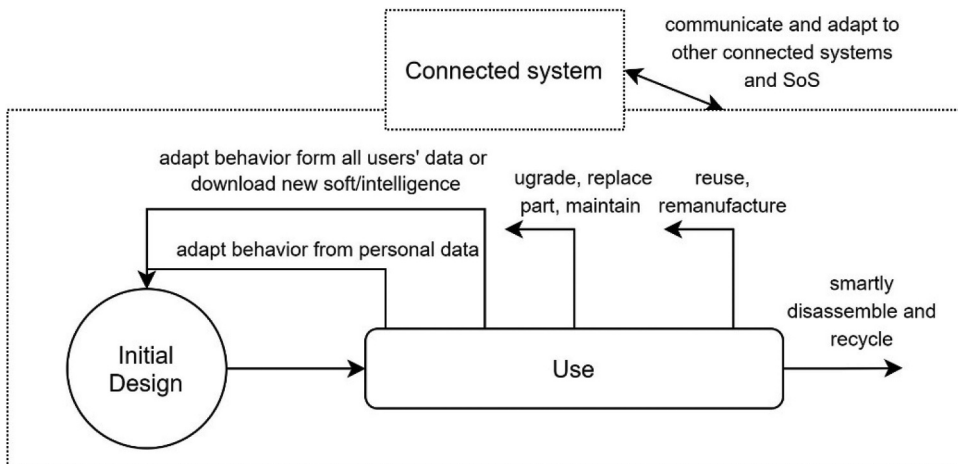 communicate and adapt to
other connected systems
and SoS
Connected system
adapt behavior form all users' data or
download new soft/intelligence
ugrade, replace
part, maintain
reuse,
remanufacture
adapt behavior from personal data
smartly
disassemble and
recycle
Initial
Design
Use